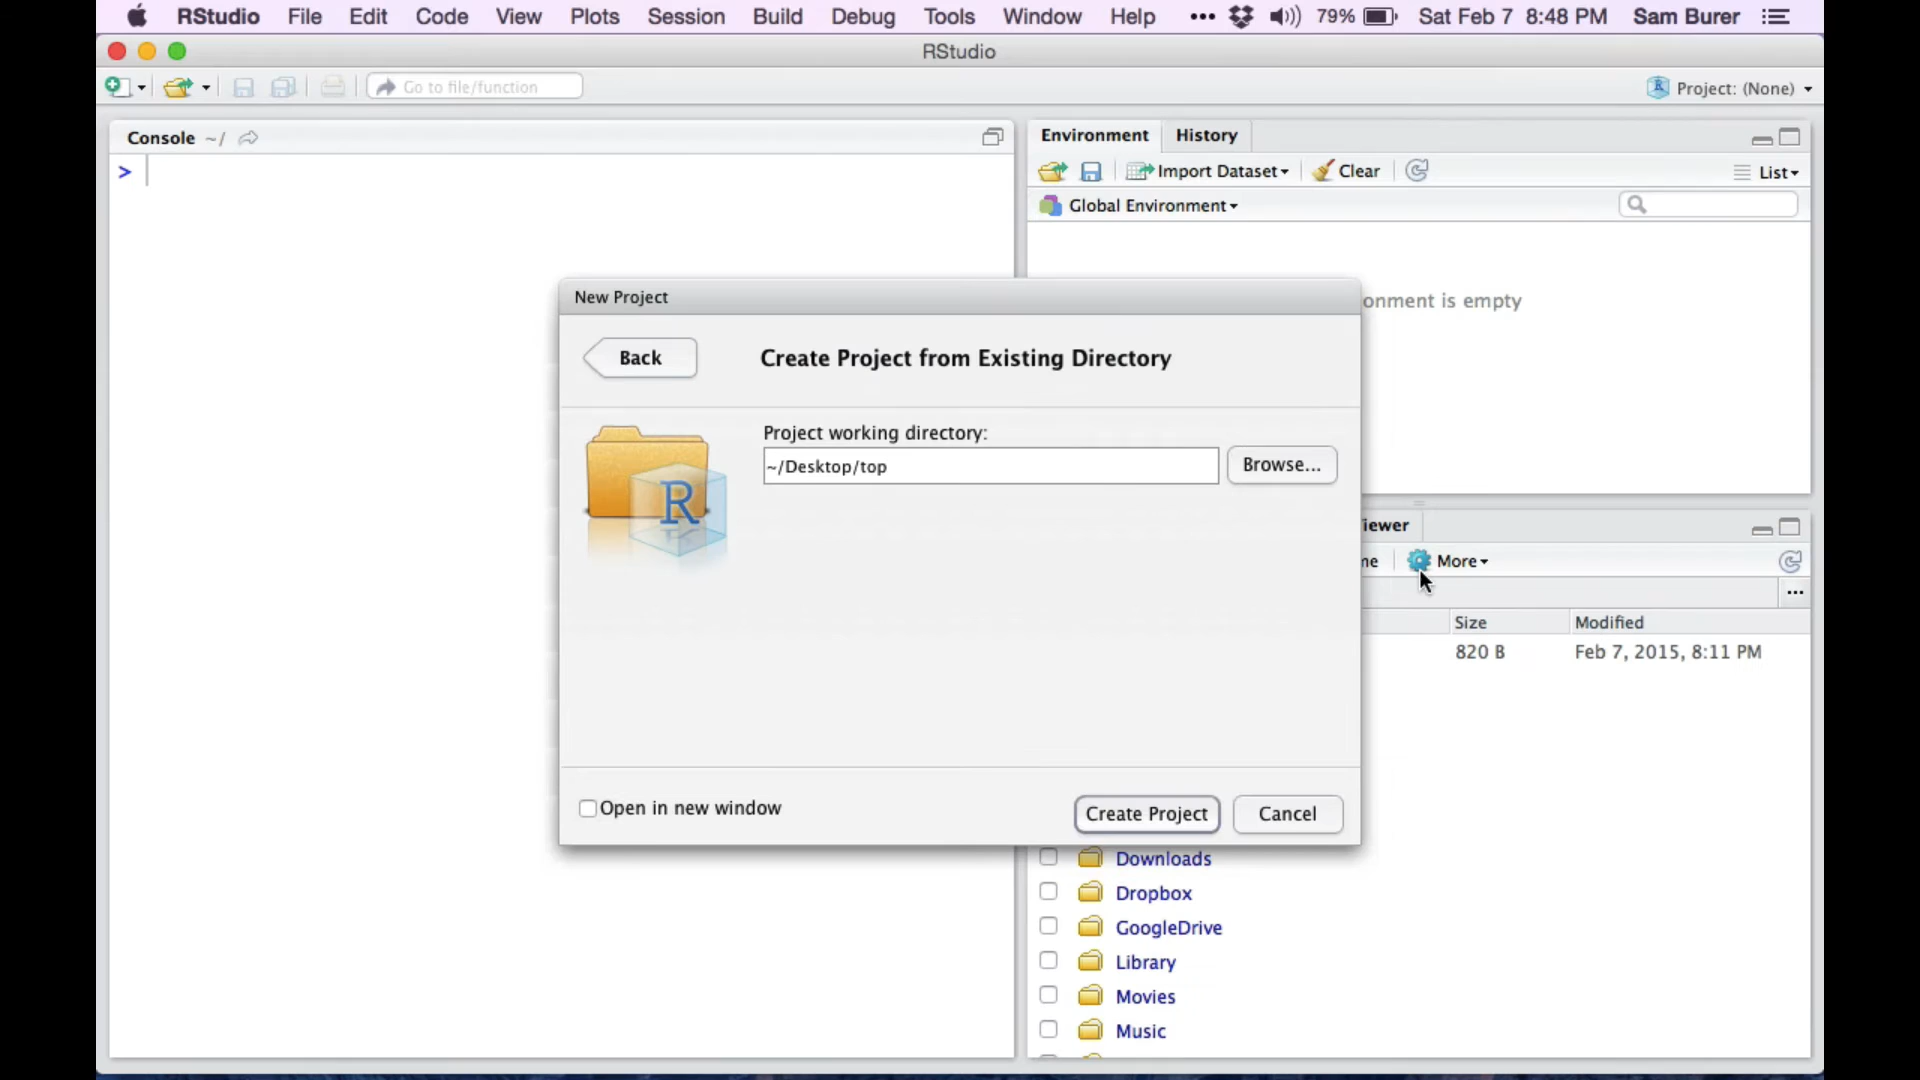 RStudio File Edit Code View Plots Session Build Debug Tools Window Help ••• 79% Sat Feb 7 8:48 PM Sam Burer
RStudio
Go to file/function
Project: (None)
Console ~/
>
Environment History
Import Dataset Clear List
Global Environment
onment is empty
New Project
Back
Create Project from Existing Directory
Project working directory:
~/Desktop/top
Browse...
R
Open in new window
Create Project
Cancel
iewer
me More
...
Size Modified
820 B Feb 7, 2015, 8:11 PM
Downloads
Dropbox
GoogleDrive
Library
Movies
Music